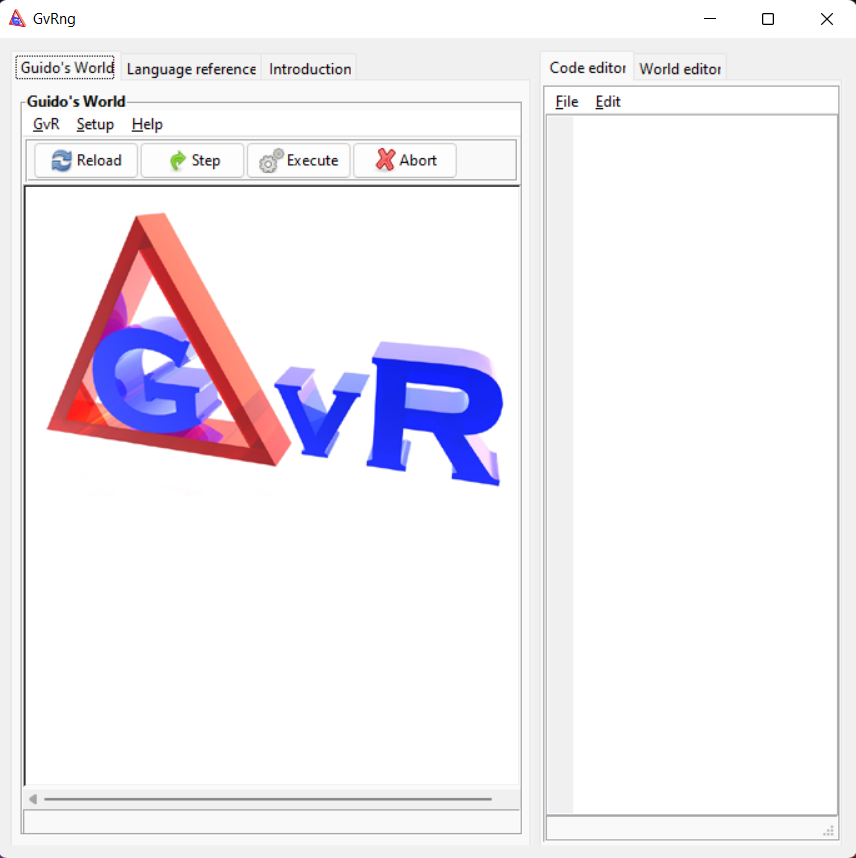 GvRng
Guido's World Language reference Introduction
Code editor World editor
Guido's World
File Edit
GvR Setup Help
Reload Step Execute Abort
GvR